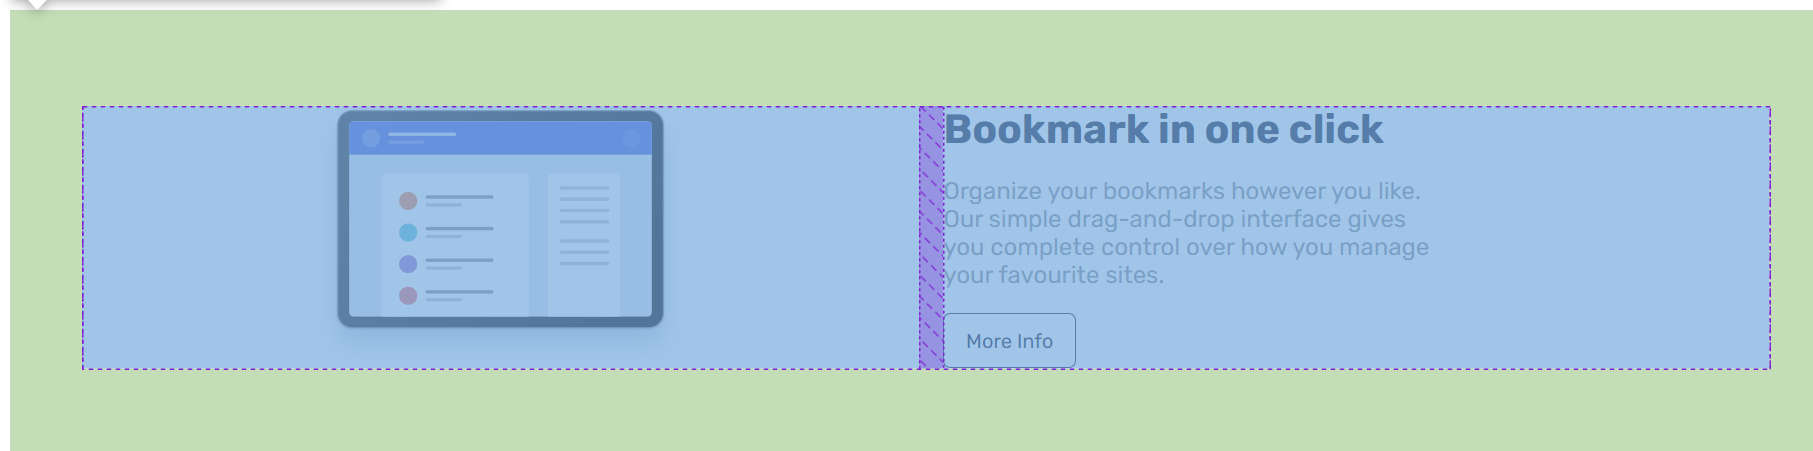 Bookmark in one click
Organize your bookmarks however you like.
Our simple drag-and-drop interface gives
you complete control over how you manage
your favourite sites.
More Info